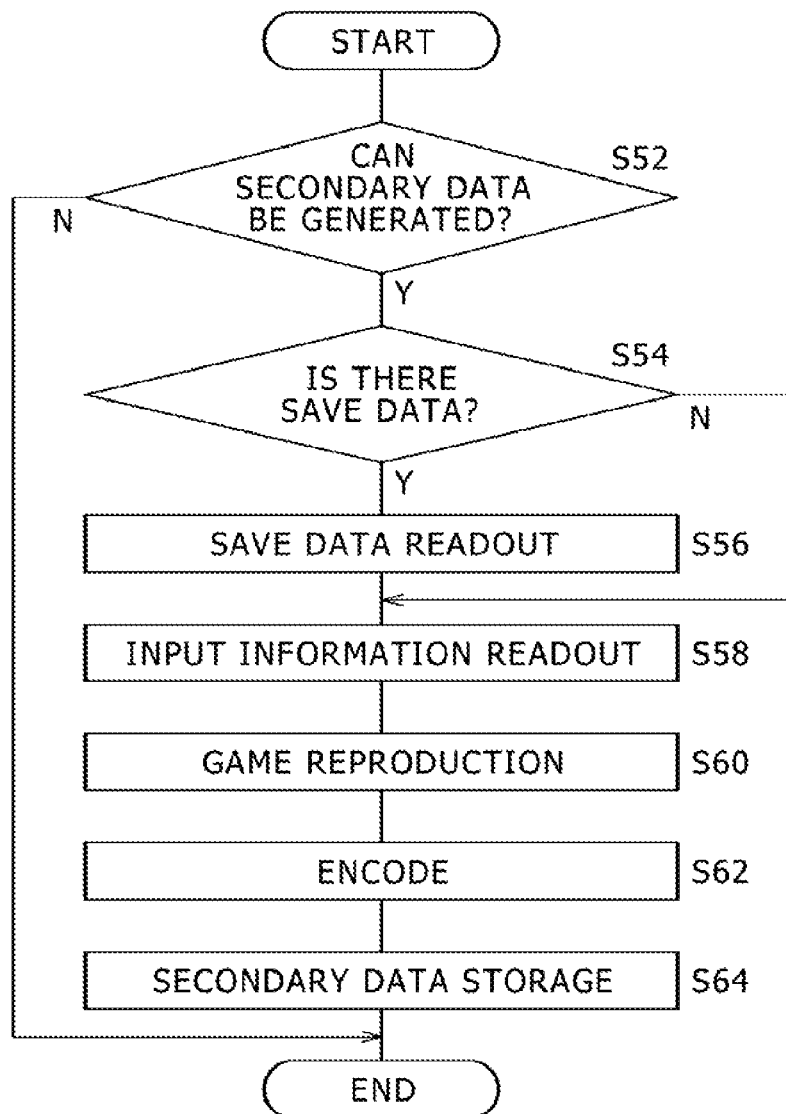 START
CAN
SECONDARY DATA
BE GENERATED?
S52
N
Y
S54
IS THERE
SAVE DATA?
N
Y
SAVE DATA READOUT S56
INPUT INFORMATION READOUT S58
GAME REPRODUCTION S60
ENCODE S62
SECONDARY DATA STORAGE S64
END